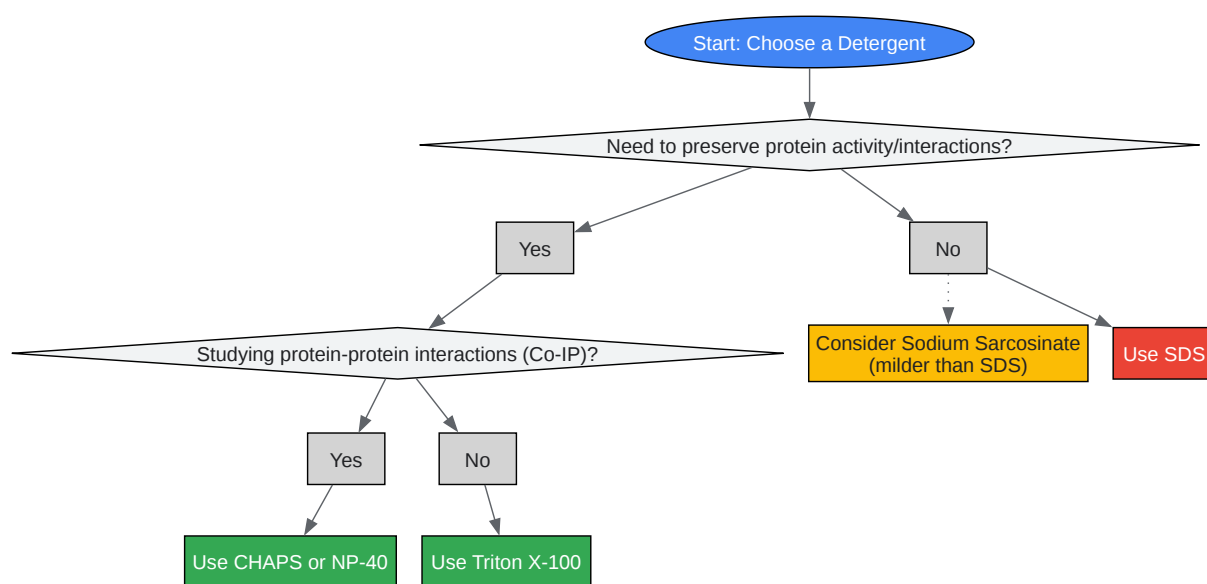 Start: Choose a Detergent
Need to preserve protein activity/interactions?
Yes
No
Studying protein-protein interactions (Co-IP)?
Consider Sodium Sarcosinate
(milder than SDS)
Use SDS
Yes
No
Use CHAPS or NP-40
Use Triton X-100